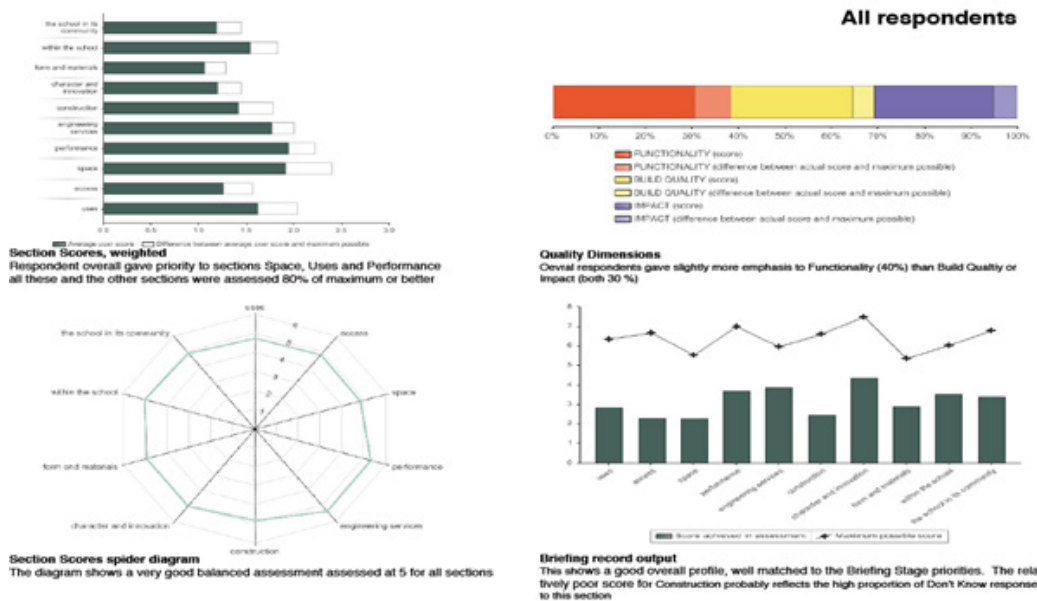 All respondents
the school in its
community
within the school
form and materials
character and
innovation
construction
engineering
services
performance
space
access
uses
0.0 0.5 1.0 1.5 2.0 2.5 3.0
Average user score Difference between average user score and maximum possible
Section Scores, weighted
Respondent overall gave priority to sections Space, Uses and Performance
all these and the other sections were assessed 80% of maximum or better
0% 10% 20% 30% 40% 50% 60% 70% 80% 90% 100%
FUNCTIONALITY (score)
FUNCTIONALITY (difference between actual score and maximum possible)
BUILD QUALITY (score)
BUILD QUALITY (difference between actual score and maximum possible)
IMPACT (score)
IMPACT (difference between actual score and maximum possible)
Quality Dimensions
Oevral respondents gave slightly more emphasis to Functionality (40%) than Build Qualtiy or
Impact (both 30 %)
uses
the school in its community
access
within the school
space
form and materials
performance
character and innovation
engineering services
construction
6
5
4
3
2
1
Section Scores spider diagram
The diagram shows a very good balanced assessment assessed at 5 for all sections
8
7
6
5
4
3
2
1
0
uses
access
space
performance
engineering services
construction
character and innovation
form and materials
within the school
the school in its community
Score achieved in assessment Maximum possible score
Briefing record output
This shows a good overall profile, well matched to the Briefing Stage priorities. The rela
tively poor score for Construction probably reflects the high proportion of Don't Know response
to this section